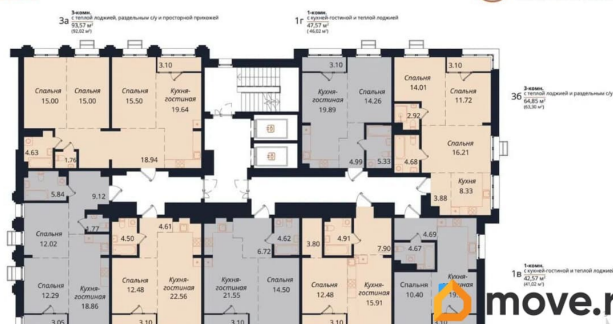 3а
3-комн.
с теплой лоджией, раздельным с/у и просторной прихожей
93,57 м²
(92,02 м²)
1г
1-комн.
с кухней-гостиной и теплой лоджией
47,57 м²
(46,02 м²)
3б
3-комн.
с теплой лоджией и раздельным с/у
64,85 м²
(63,30 м²)
Спальня
15.00
Спальня
15.00
Спальня
15.50
3.10
Кухня-гостиная
19.64
4.63
1.76
18.94
3.10
Кухня-гостиная
19.89
Спальня
14.26
4.99
5.33
Спальня
14.01
3.10
Спальня
11.72
2.92
4.68
Спальня
16.21
Кухня
8.33
3.88
5.84
9.12
1.77
Спальня
12.02
Спальня
12.29
Кухня-гостиная
18.86
3.05
4.50
4.61
Спальня
12.48
Кухня-гостиная
22.56
3.10
6.72
4.62
Кухня-гостиная
21.55
Спальня
14.50
3.10
3.80
4.91
7.90
Спальня
12.48
Кухня-гостиная
15.91
3.10
4.69
4.67
Спальня
10.40
1в
1-комн.
с кухней-гостиной и теплой лоджией
42,57 м²
(41,02 м²)
move.r